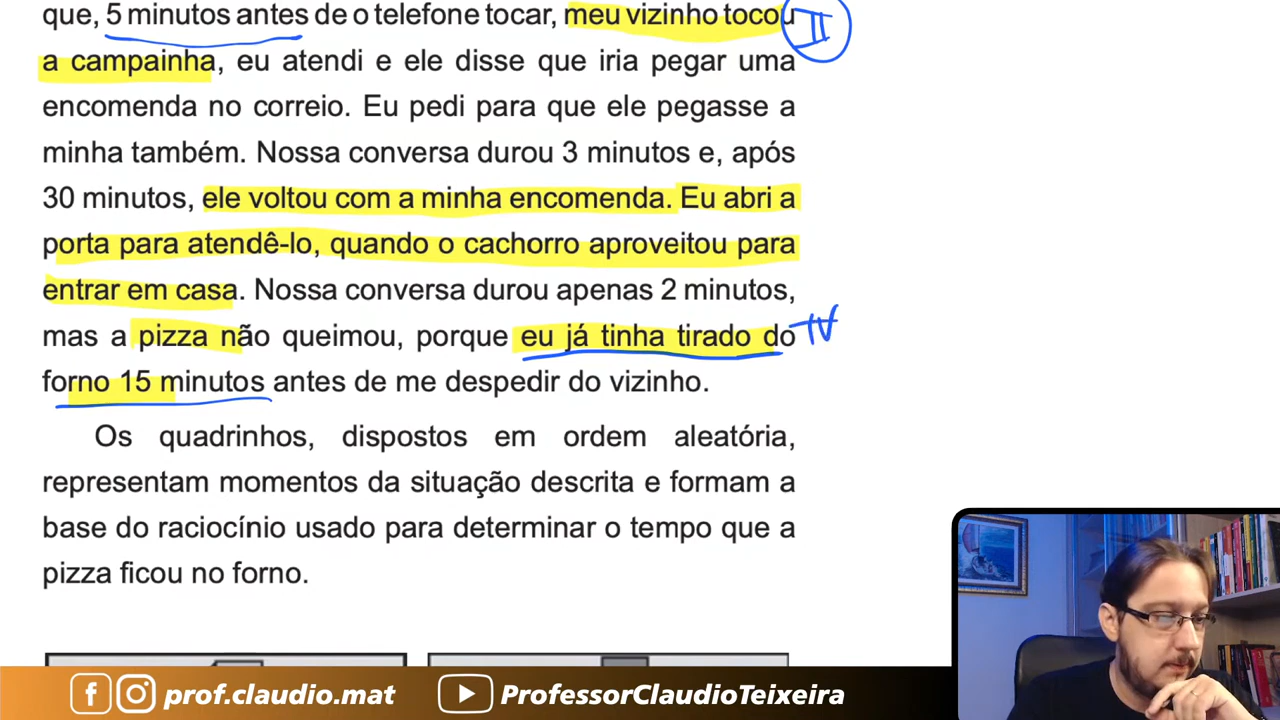 que, 5 minutos antes de o telefone tocar, meu vizinho tocou II
a campainha, eu atendi e ele disse que iria pegar uma
encomenda no correio. Eu pedi para que ele pegasse a
minha também. Nossa conversa durou 3 minutos e, após
30 minutos, ele voltou com a minha encomenda. Eu abri a
porta para atendê-lo, quando o cachorro aproveitou para
entrar em casa. Nossa conversa durou apenas 2 minutos,
mas a pizza não queimou, porque eu já tinha tirado do IV
forno 15 minutos antes de me despedir do vizinho.
Os quadrinhos, dispostos em ordem aleatória,
representam momentos da situação descrita e formam a
base do raciocínio usado para determinar o tempo que a
pizza ficou no forno.
prof.claudio.mat ProfessorClaudioTeixeira